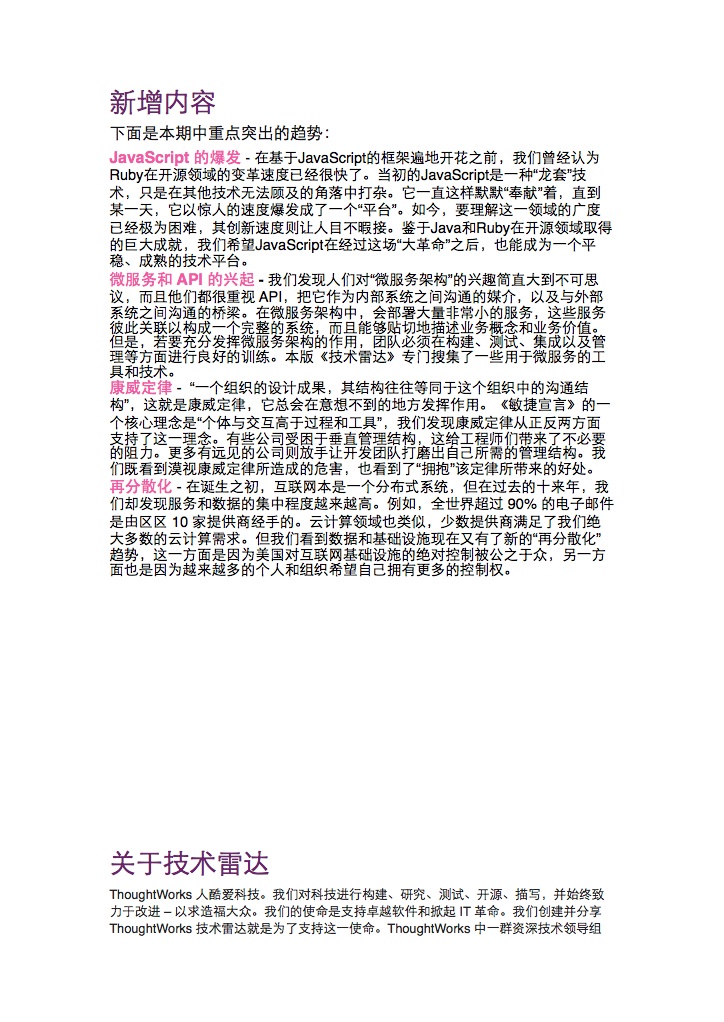 新增内容
下面是本期中重点突出的趋势：
JavaScript 的爆发 - 在基于JavaScript的框架遍地开花之前，我们曾经认为
Ruby在开源领域的变革速度已经很快了。当初的JavaScript是一种“龙套”技
术，只是在其他技术无法顾及的角落中打杂。它一直这样默默“奉献”着，直到
某一天，它以惊人的速度爆发成了一个“平台”。如今，要理解这一领域的广度
已经极为困难，其创新速度则让人目不暇接。鉴于Java和Ruby在开源领域取得
的巨大成就，我们希望JavaScript在经过这场“大革命”之后，也能成为一个平
稳、成熟的技术平台。
微服务和 API 的兴起 - 我们发现人们对“微服务架构”的兴趣简直大到不可思
议，而且他们都很重视 API，把它作为内部系统之间沟通的媒介，以及与外部
系统之间沟通的桥梁。在微服务架构中，会部署大量非常小的服务，这些服务
彼此关联以构成一个完整的系统，而且能够贴切地描述业务概念和业务价值。
但是，若要充分发挥微服务架构的作用，团队必须在构建、测试、集成以及管
理等方面进行良好的训练。本版《技术雷达》专门搜集了一些用于微服务的工
具和技术。
康威定律 - “一个组织的设计成果，其结构往往等同于这个组织中的沟通结
构”，这就是康威定律，它总会在意想不到的地方发挥作用。《敏捷宣言》的一
个核心理念是“个体与交互高于过程和工具”，我们发现康威定律从正反两方面
支持了这一理念。有些公司受困于垂直管理结构，这给工程师们带来了不必要
的阻力。更多有远见的公司则放手让开发团队打磨出自己所需的管理结构。我
们既看到漠视康威定律所造成的危害，也看到了“拥抱”该定律所带来的好处。
再分散化 - 在诞生之初，互联网本是一个分布式系统，但在过去的十来年，我
们却发现服务和数据的集中程度越来越高。例如，全世界超过 90% 的电子邮件
是由区区 10 家提供商经手的。云计算领域也类似，少数提供商满足了我们绝
大多数的云计算需求。但我们看到数据和基础设施现在又有了新的“再分散化”
趋势，这一方面是因为美国对互联网基础设施的绝对控制被公之于众，另一方
面也是因为越来越多的个人和组织希望自己拥有更多的控制权。
关于技术雷达
ThoughtWorks 人酷爱科技。我们对科技进行构建、研究、测试、开源、描写，并始终致
力于改进 – 以求造福大众。我们的使命是支持卓越软件和掀起 IT 革命。我们创建并分享
ThoughtWorks 技术雷达就是为了支持这一使命。ThoughtWorks 中一群资深技术领导组